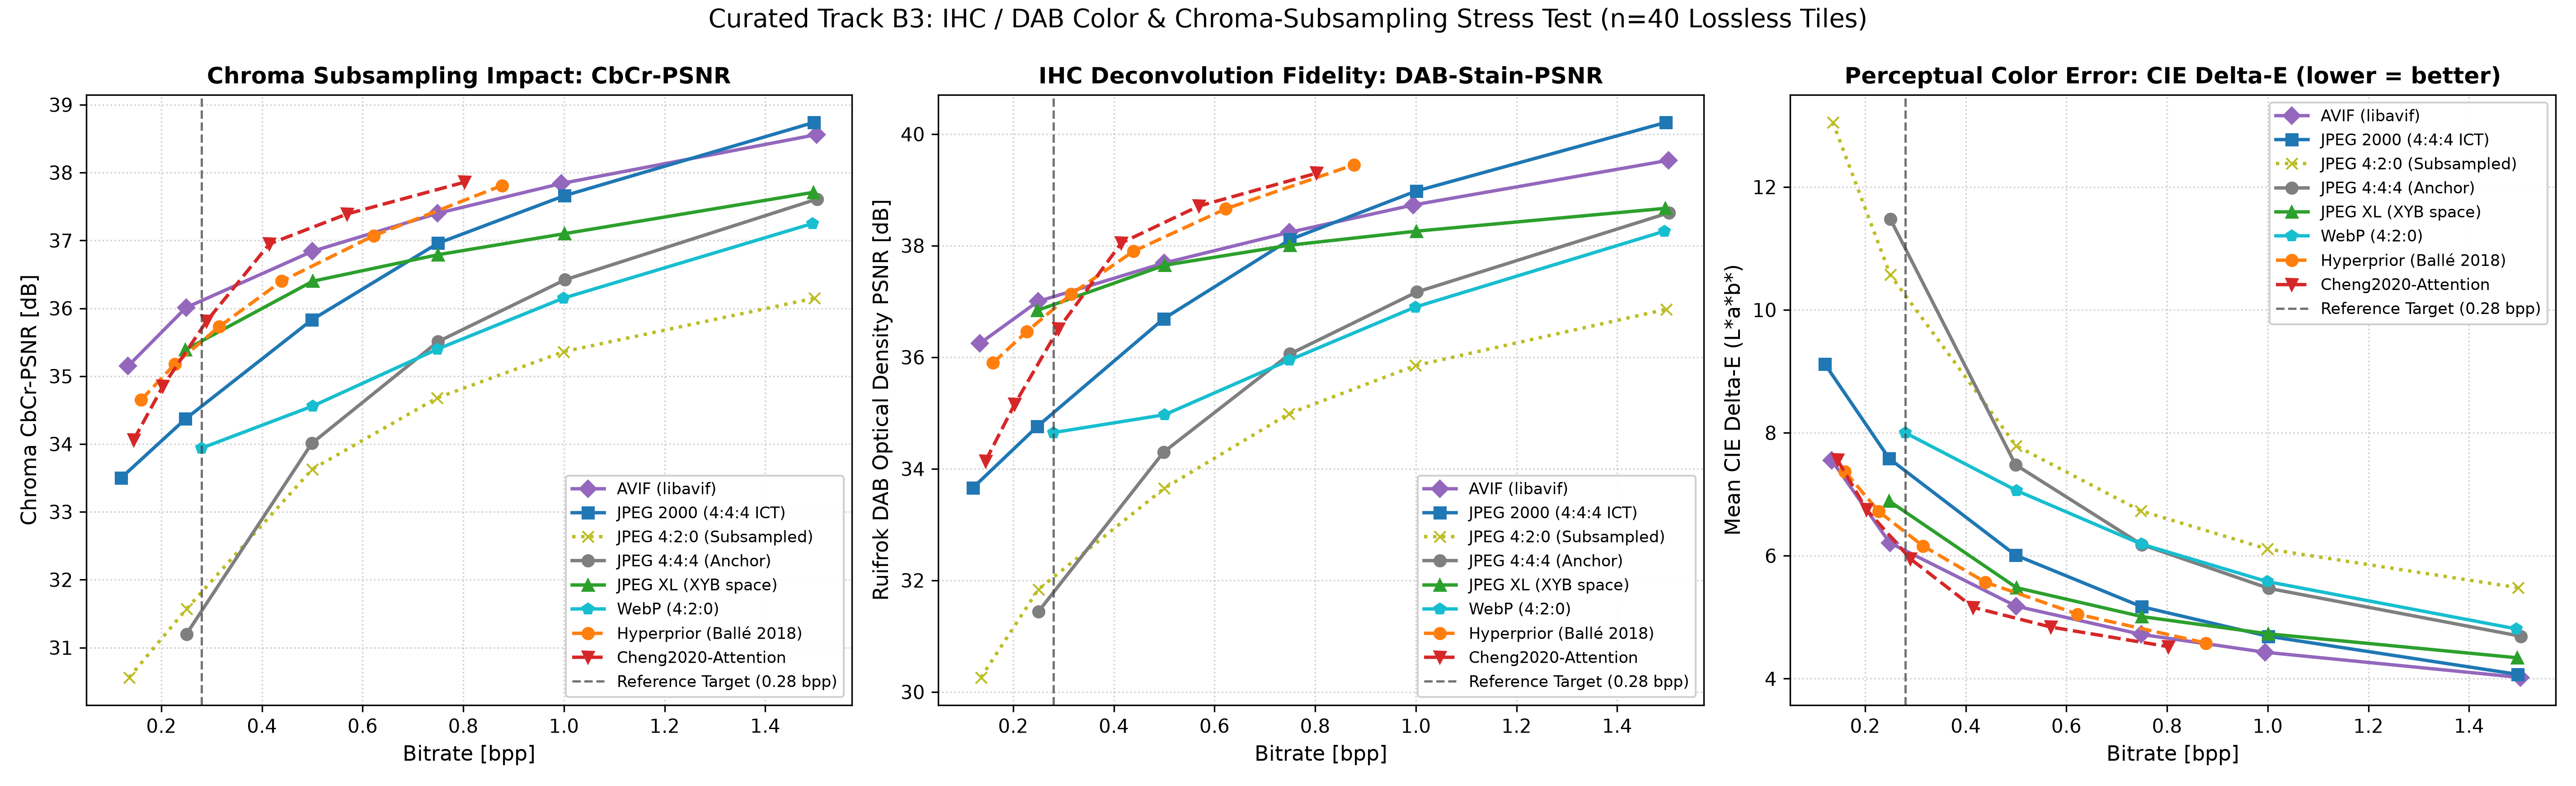 Curated Track B3: IHC / DAB Color & Chroma-Subsampling Stress Test (n=40 Lossless Tiles)
Chroma Subsampling Impact: CbCr-PSNR
Chroma CbCr-PSNR [dB]
39
38
37
36
35
34
33
32
31
0.2
0.4
0.6
0.8
1.0
1.2
1.4
Bitrate [bpp]
AVIF (libavif)
JPEG 2000 (4:4:4 ICT)
JPEG 4:2:0 (Subsampled)
JPEG 4:4:4 (Anchor)
JPEG XL (XYB space)
WebP (4:2:0)
Hyperprior (Ballé 2018)
Cheng2020-Attention
Reference Target (0.28 bpp)
IHC Deconvolution Fidelity: DAB-Stain-PSNR
Ruifrok DAB Optical Density PSNR [dB]
40
38
36
34
32
30
0.2
0.4
0.6
0.8
1.0
1.2
1.4
Bitrate [bpp]
AVIF (libavif)
JPEG 2000 (4:4:4 ICT)
JPEG 4:2:0 (Subsampled)
JPEG 4:4:4 (Anchor)
JPEG XL (XYB space)
WebP (4:2:0)
Hyperprior (Ballé 2018)
Cheng2020-Attention
Reference Target (0.28 bpp)
Perceptual Color Error: CIE Delta-E (lower = better)
Mean CIE Delta-E (L*a*b*)
12
10
8
6
4
0.2
0.4
0.6
0.8
1.0
1.2
1.4
Bitrate [bpp]
AVIF (libavif)
JPEG 2000 (4:4:4 ICT)
JPEG 4:2:0 (Subsampled)
JPEG 4:4:4 (Anchor)
JPEG XL (XYB space)
WebP (4:2:0)
Hyperprior (Ballé 2018)
Cheng2020-Attention
Reference Target (0.28 bpp)